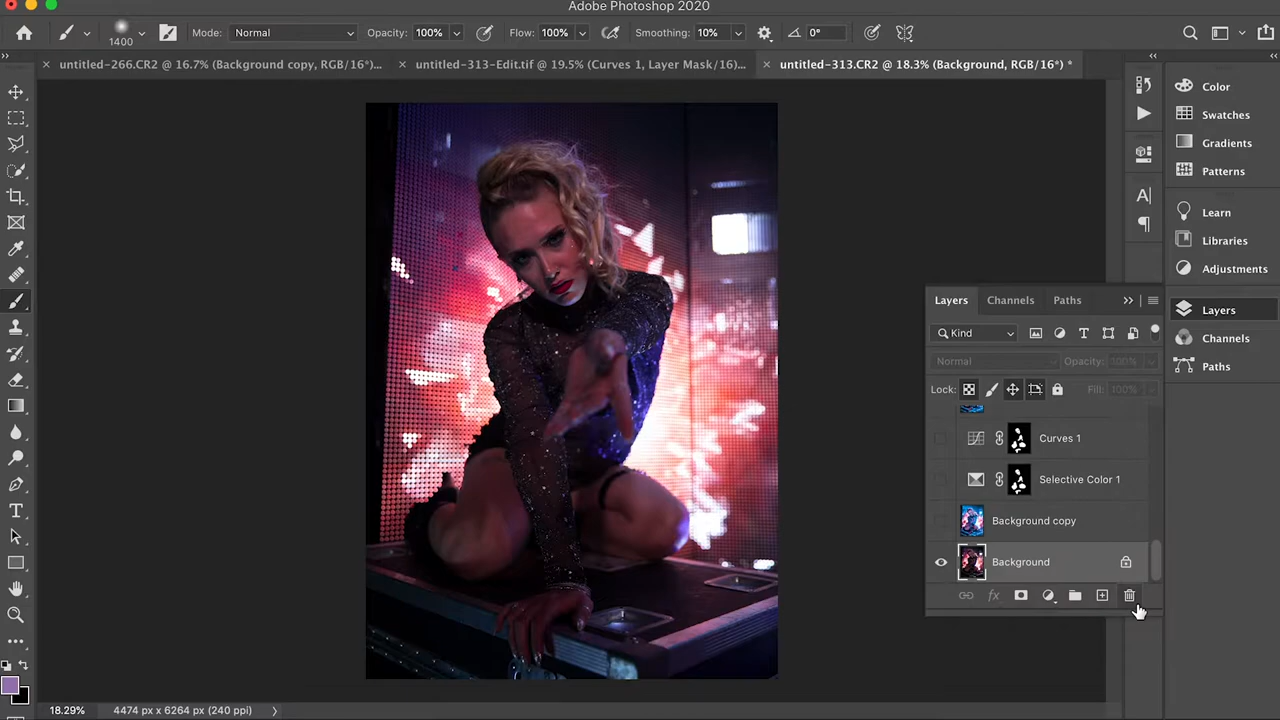 Adobe Photoshop 2020
1400
Mode: Normal
Opacity: 100%
Flow: 100%
Smoothing: 10%
0°
untitled-266.CR2 @ 16.7% (Background copy, RGB/16*)...
untitled-313-Edit.tif @ 19.5% (Curves 1, Layer Mask/16)...
untitled-313.CR2 @ 18.3% (Background, RGB/16*) *
Color
Swatches
Gradients
Patterns
Learn
Libraries
Adjustments
Layers
Channels
Paths
Layers
Channels
Paths
Kind
Normal
Opacity: 100%
Lock:
Fill: 100%
Curves 1
Selective Color 1
Background copy
Background
18.29%
4474 px x 6264 px (240 ppi)